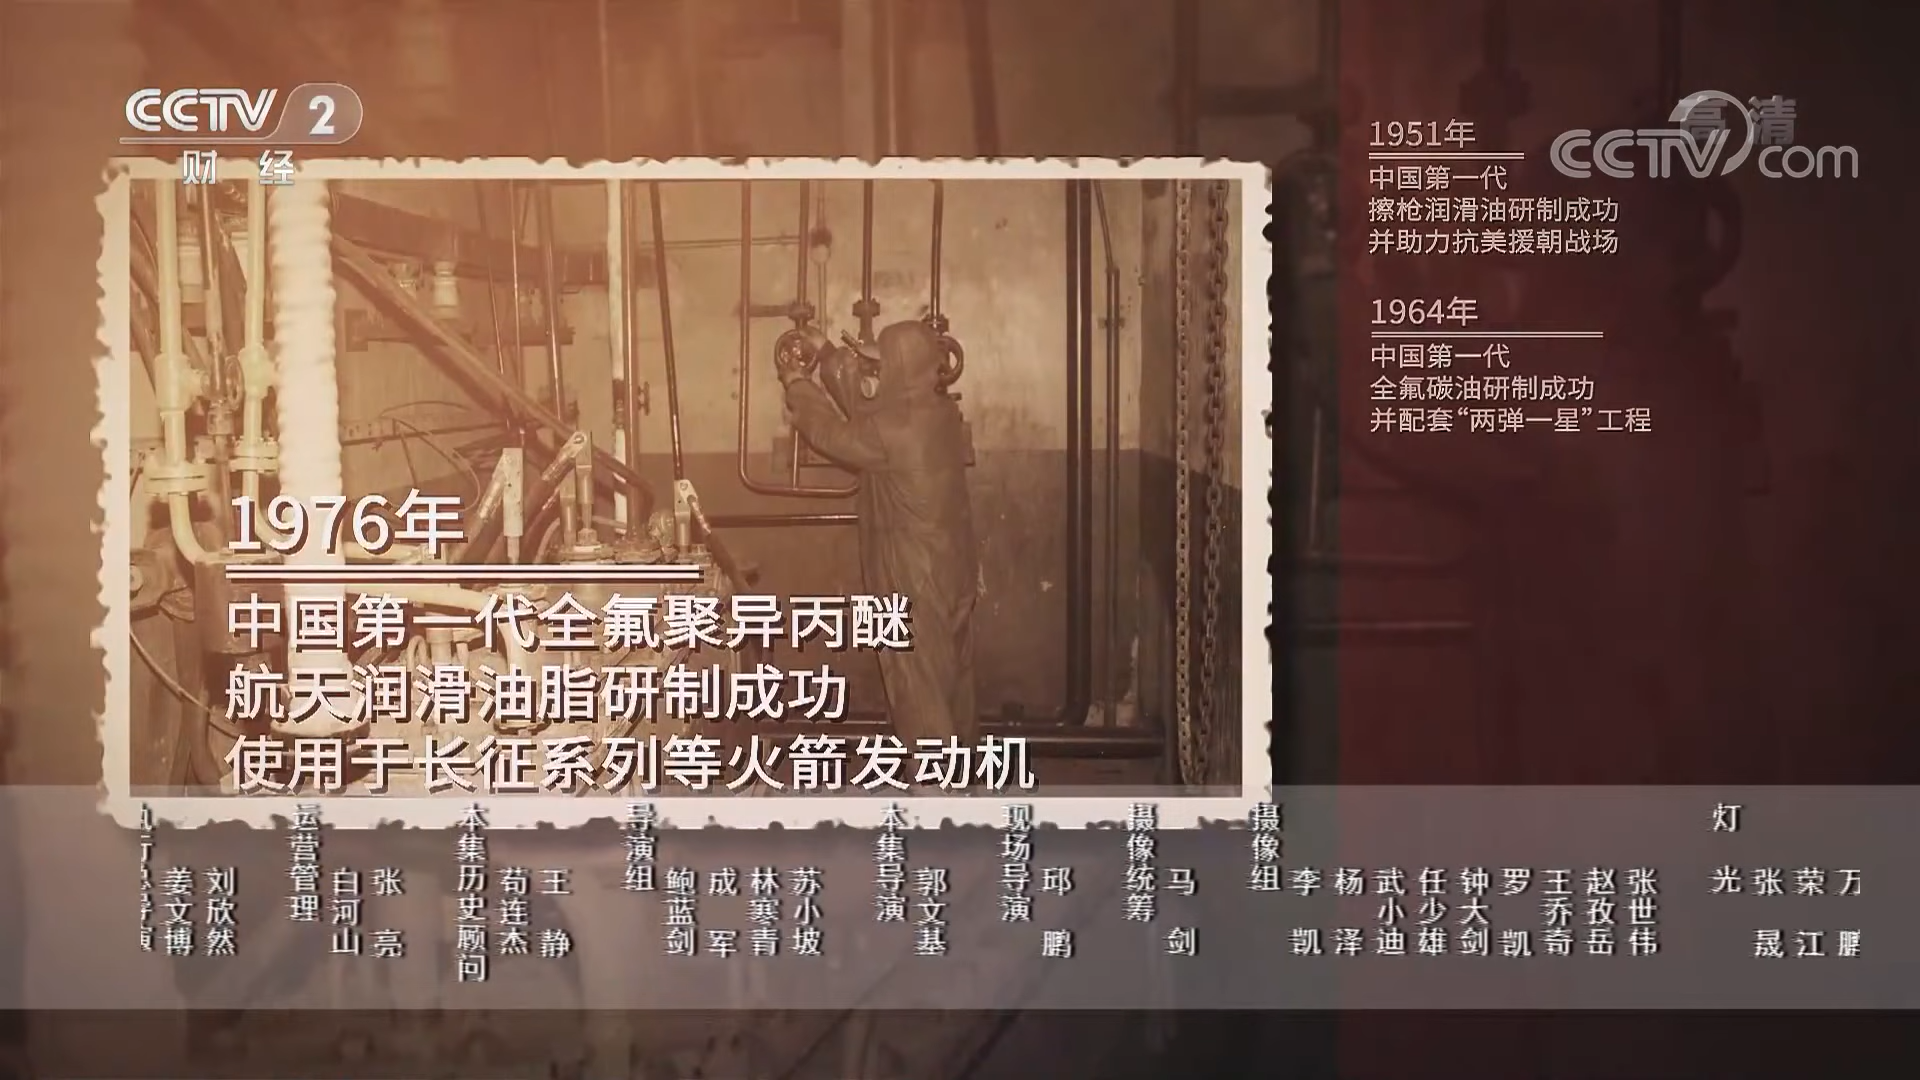 CCTV 2
财 经
高清
CCTV.com
1951年
中国第一代
擦枪润滑油研制成功
并助力抗美援朝战场
1964年
中国第一代
全氟碳油研制成功
并配套“两弹一星”工程
1976年
中国第一代全氟聚异丙醚
航天润滑油脂研制成功
使用于长征系列等火箭发动机
姜文博
刘欣然
运营管理
白河山
张亮
本集历史顾问
苟连杰
王静
导演组
鲍蓝剑
成军
林寒青
苏小坡
本集导演
郭文基
现场导演
邱鹏
摄像统筹
马剑
摄像组
李凯
杨泽
武小迪
任少雄
钟大剑
罗凯
王乔奇
赵孜岳
张世伟
灯光
张晟
荣江
万鹏